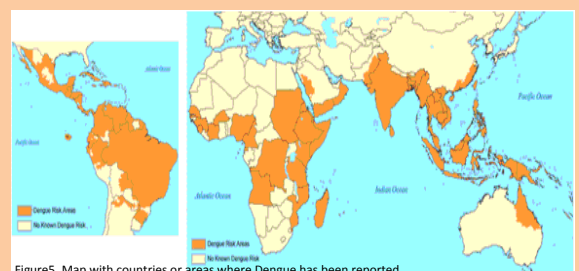 Atlantic Ocean
Pacific Ocean
Dengue Risk Areas
No Known Dengue Risk
Pacific Ocean
Atlantic Ocean
Indian Ocean
Dengue Risk Areas
No Known Dengue Risk
Figure5. Map with countries or areas where Dengue has been reported